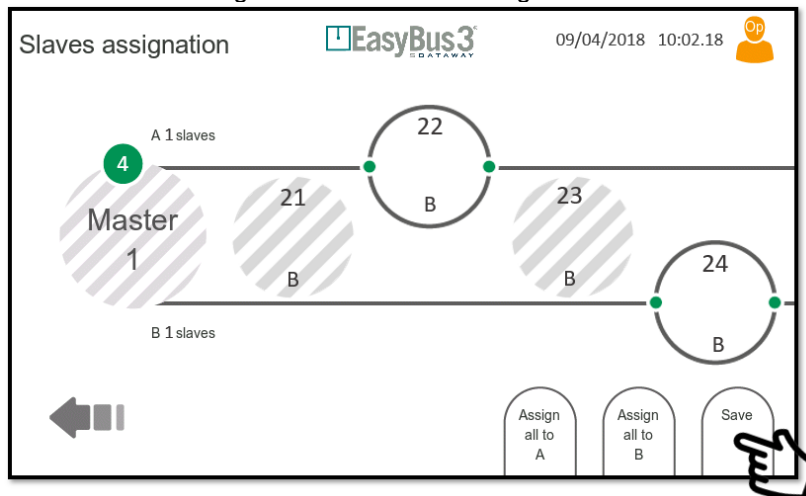 Slaves assignation
EasyBus3
DATAWAY
09/04/2018 10:02.18
Op
A 1 slaves
4
Master
1
21
B
22
B
23
B
24
B
B 1 slaves
Assign
all to
A
Assign
all to
B
Save